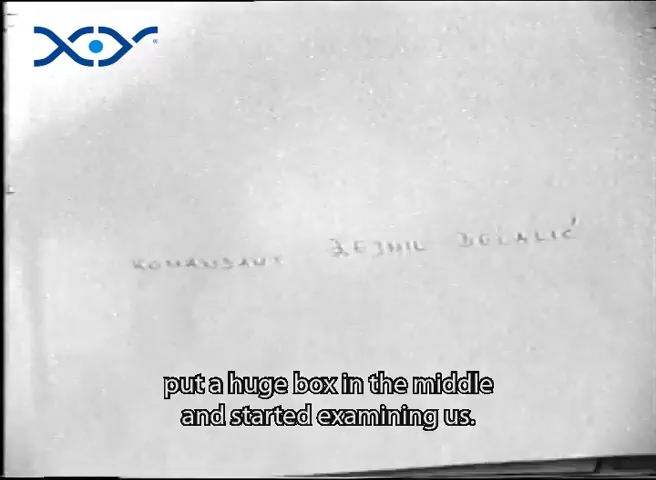 KOMANDANT ZEJNIL DELALIĆ
put a huge box in the middle
and started examining us.